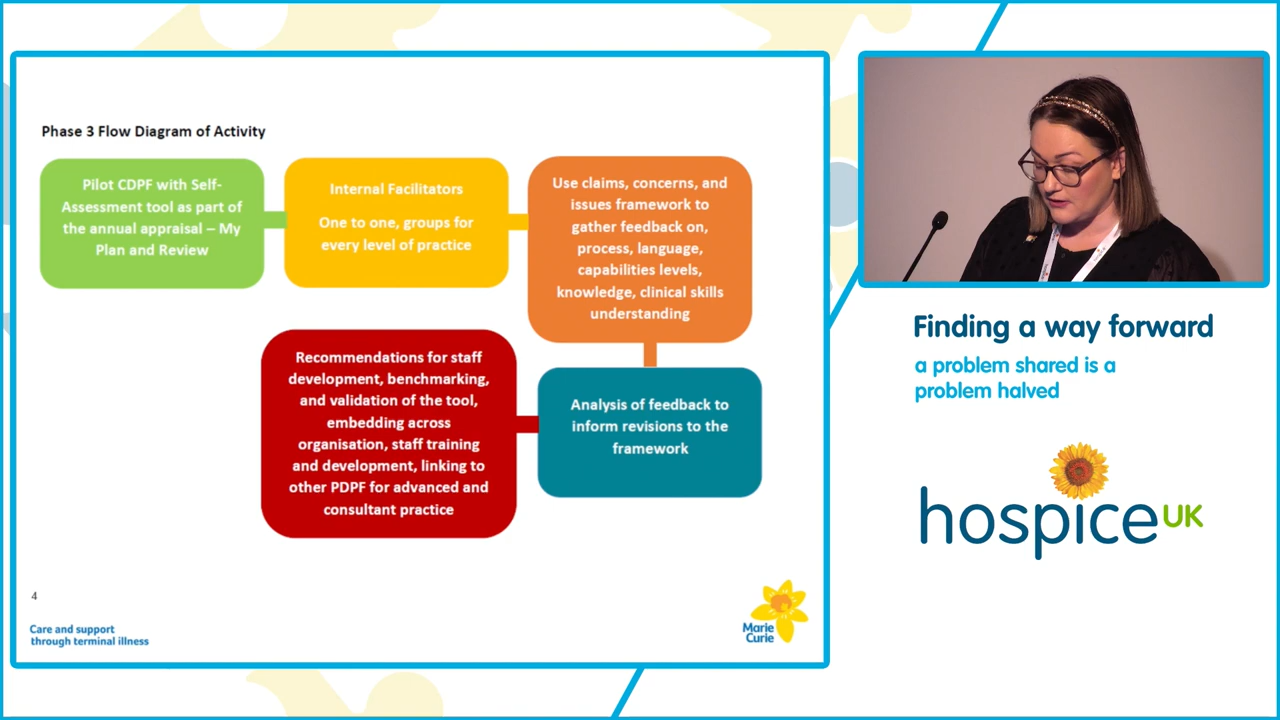 Phase 3 Flow Diagram of Activity
Pilot CDPF with Self-
Assessment tool as part of
the annual appraisal – My
Plan and Review
Internal Facilitators
One to one, groups for
every level of practice
Use claims, concerns, and
issues framework to
gather feedback on,
process, language,
capabilities levels,
knowledge, clinical skills
understanding
Analysis of feedback to
inform revisions to the
framework
Recommendations for staff
development, benchmarking,
and validation of the tool,
embedding across
organisation, staff training
and development, linking to
other PDPF for advanced and
consultant practice
4
Care and support
through terminal illness
Marie
Curie
Finding a way forward
a problem shared is a
problem halved
hospice UK